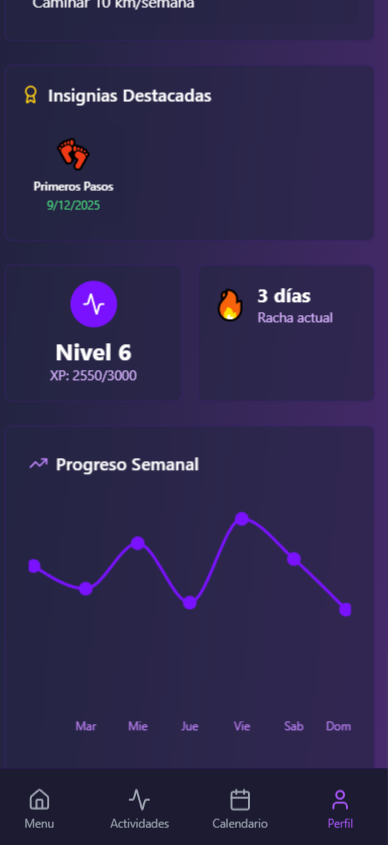 Caminar 10 km/semana
Insignias Destacadas
Primeros Pasos
9/12/2025
Nivel 6
XP: 2550/3000
3 días
Racha actual
Progreso Semanal
Mar Mie Jue Vie Sab Dom
Menu Actividades Calendario Perfil